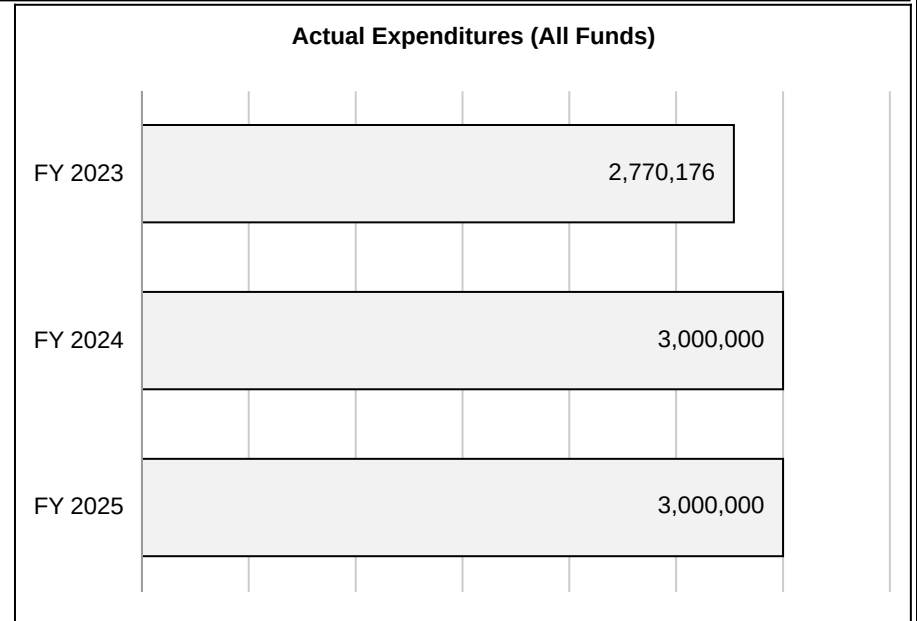 Actual Expenditures (All Funds)
FY 2023 2,770,176
FY 2024 3,000,000
FY 2025 3,000,000